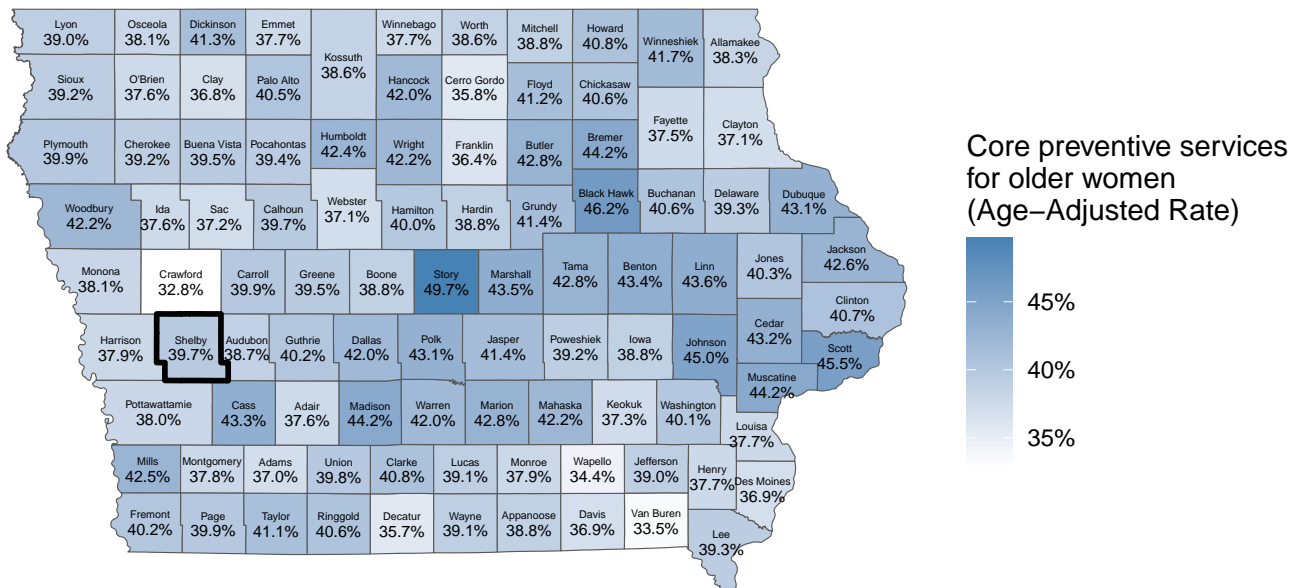 Lyon
39.0%
Osceola
38.1%
Dickinson
41.3%
Emmet
37.7%
Winnebago
37.7%
Worth
38.6%
Mitchell
38.8%
Howard
40.8%
Winneshiek
41.7%
Allamakee
38.3%
Kossuth
38.6%
Sioux
39.2%
O'Brien
37.6%
Clay
36.8%
Palo Alto
40.5%
Hancock
42.0%
Cerro Gordo
35.8%
Floyd
41.2%
Chickasaw
40.6%
Fayette
37.5%
Clayton
37.1%
Plymouth
39.9%
Cherokee
39.2%
Buena Vista
39.5%
Pocahontas
39.4%
Humboldt
42.4%
Wright
42.2%
Franklin
36.4%
Butler
42.8%
Bremer
44.2%
Woodbury
42.2%
Ida
37.6%
Sac
37.2%
Calhoun
39.7%
Webster
37.1%
Hamilton
40.0%
Hardin
38.8%
Grundy
41.4%
Black Hawk
46.2%
Buchanan
40.6%
Delaware
39.3%
Dubuque
43.1%
Monona
38.1%
Crawford
32.8%
Carroll
39.9%
Greene
39.5%
Boone
38.8%
Story
49.7%
Marshall
43.5%
Tama
42.8%
Benton
43.4%
Linn
43.6%
Jones
40.3%
Jackson
42.6%
Clinton
40.7%
Harrison
37.9%
Shelby
39.7%
Audubon
38.7%
Guthrie
40.2%
Dallas
42.0%
Polk
43.1%
Jasper
41.4%
Poweshiek
39.2%
Iowa
38.8%
Johnson
45.0%
Cedar
43.2%
Scott
45.5%
Muscatine
44.2%
Pottawattamie
38.0%
Cass
43.3%
Adair
37.6%
Madison
44.2%
Warren
42.0%
Marion
42.8%
Mahaska
42.2%
Keokuk
37.3%
Washington
40.1%
Louisa
37.7%
Mills
42.5%
Montgomery
37.8%
Adams
37.0%
Union
39.8%
Clarke
40.8%
Lucas
39.1%
Monroe
37.9%
Wapello
34.4%
Jefferson
39.0%
Henry
37.7%
Des Moines
36.9%
Fremont
40.2%
Page
39.9%
Taylor
41.1%
Ringgold
40.6%
Decatur
35.7%
Wayne
39.1%
Appanoose
38.8%
Davis
36.9%
Van Buren
33.5%
Lee
39.3%
Core preventive services
for older women
(Age−Adjusted Rate)
45%
40%
35%